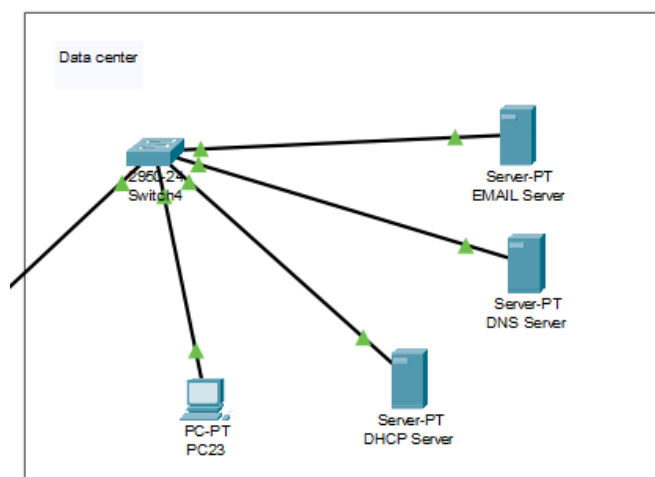 Data center
2950-24
Switch4
Server-PT
EMAIL Server
Server-PT
DNS Server
PC-PT
PC23
Server-PT
DHCP Server